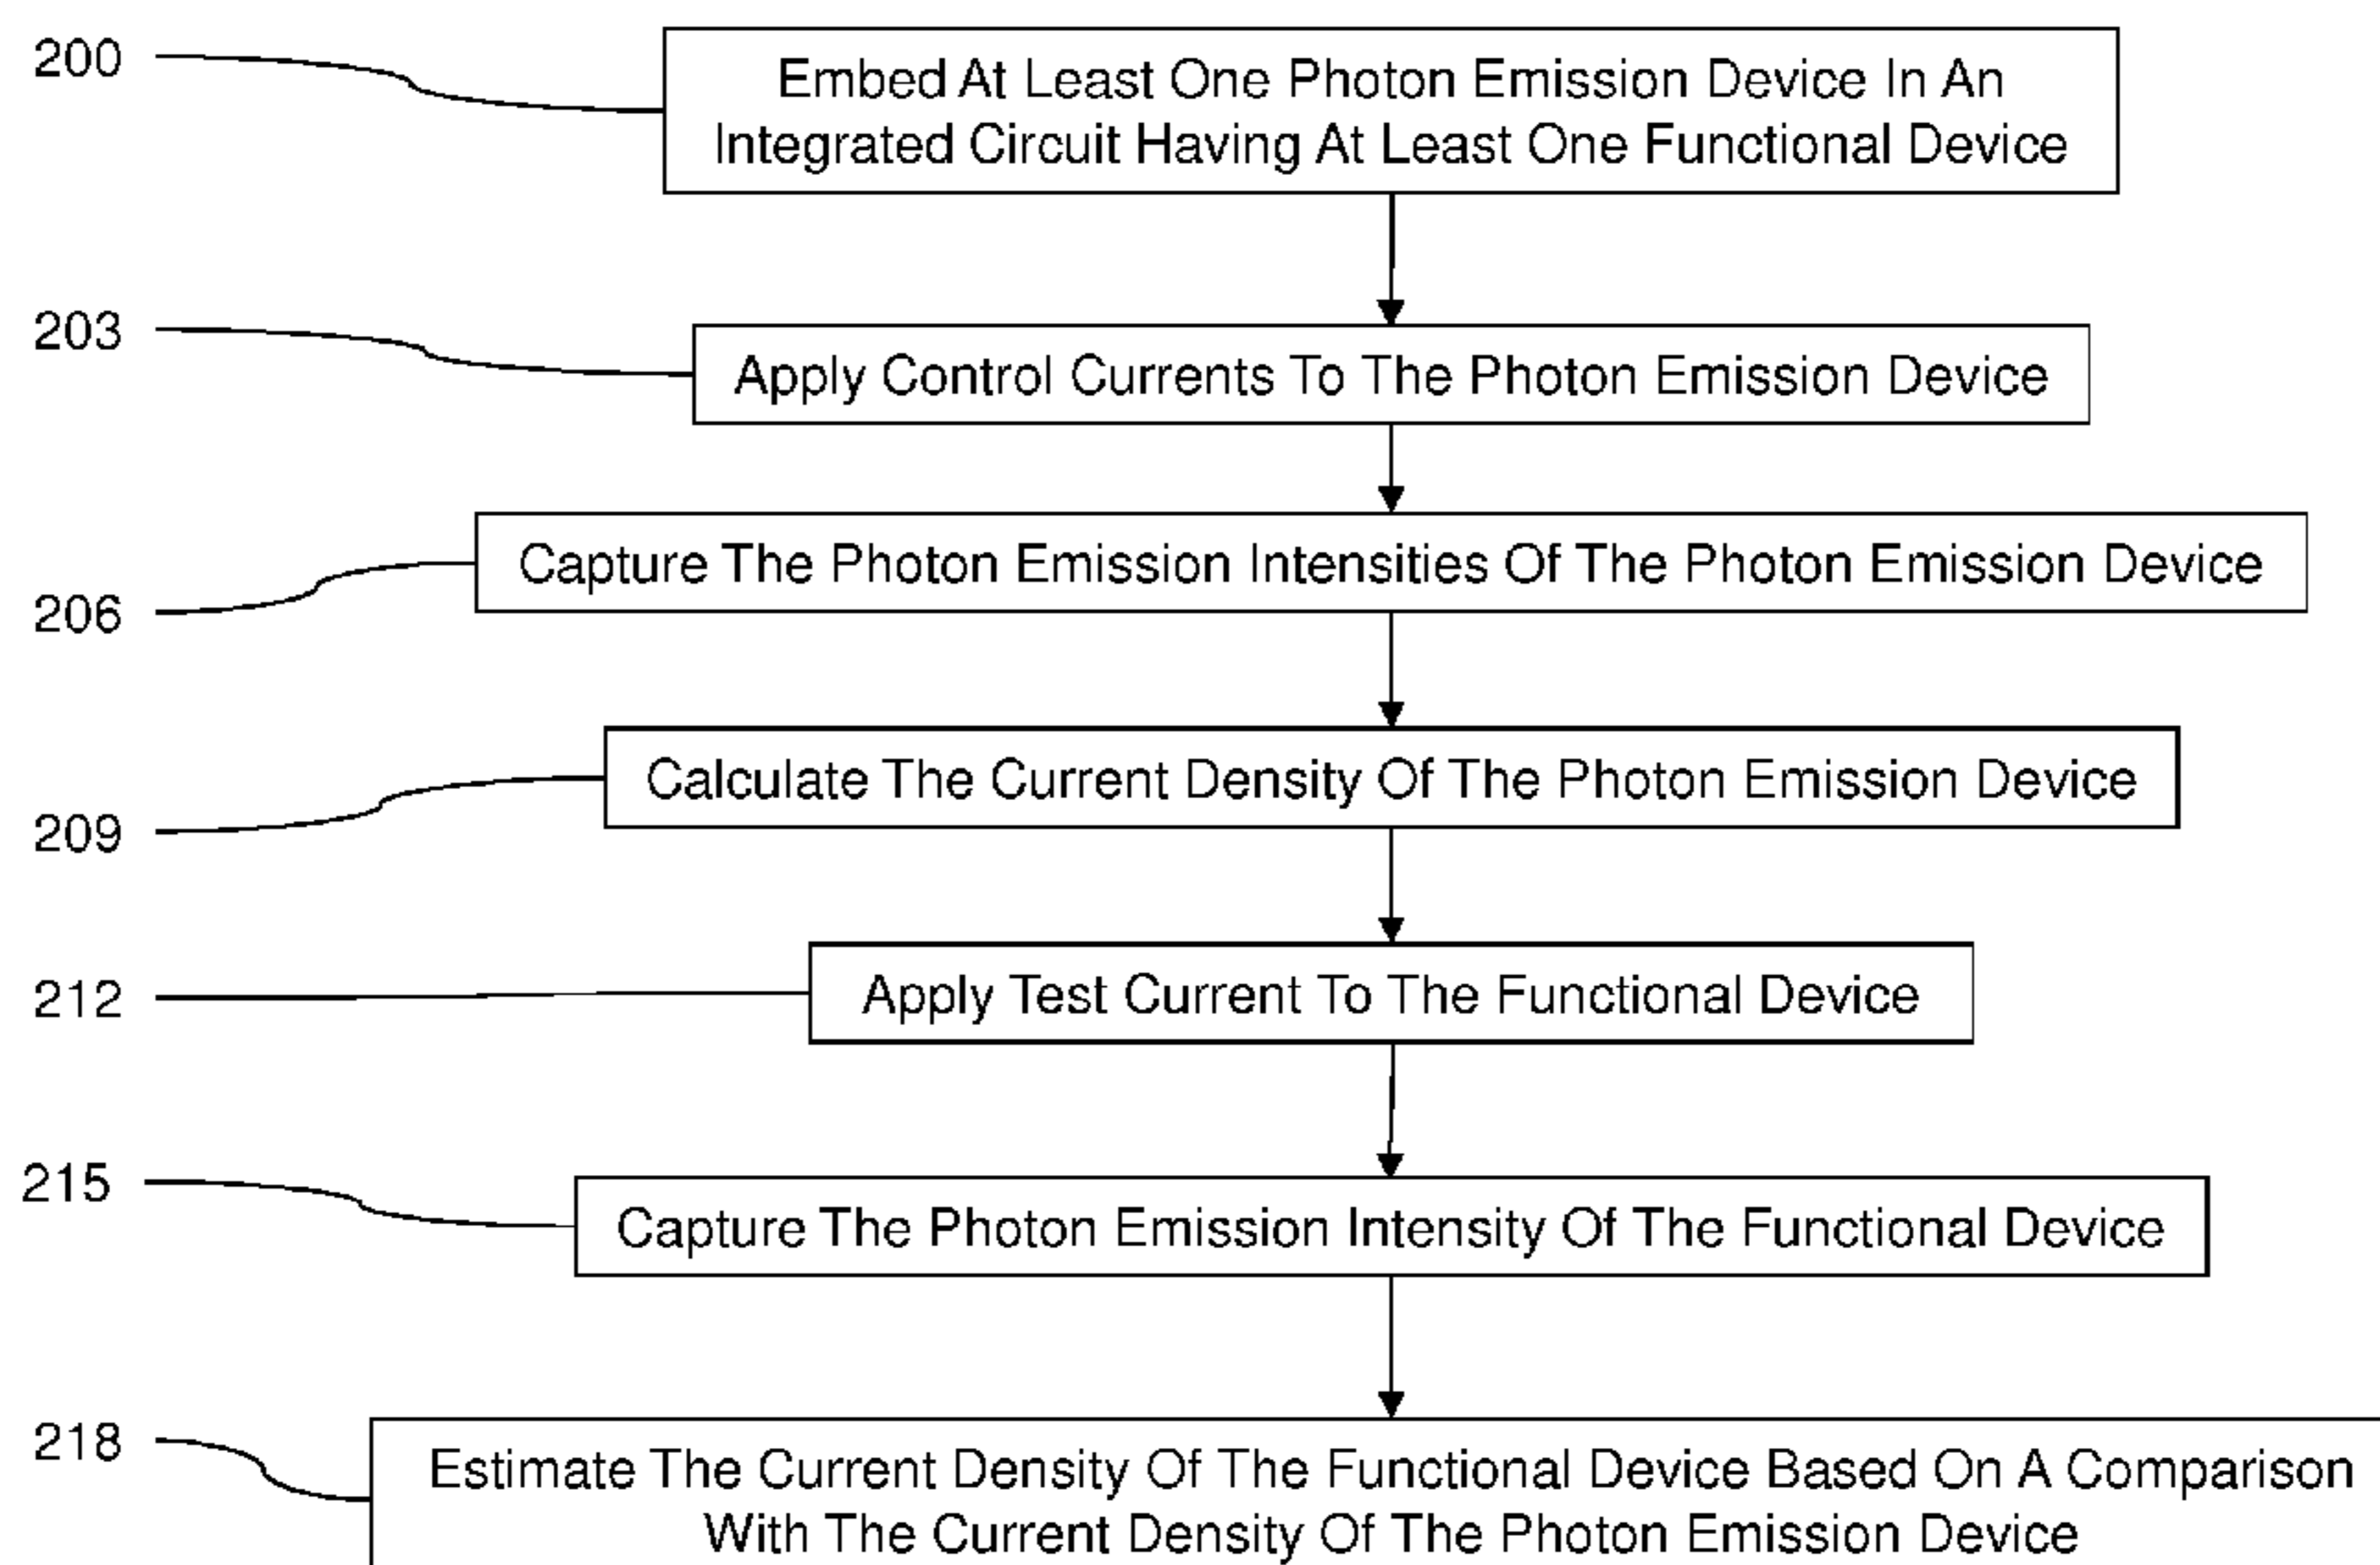 200
Embed At Least One Photon Emission Device In An
Integrated Circuit Having At Least One Functional Device
203
Apply Control Currents To The Photon Emission Device
Capture The Photon Emission Intensities Of The Photon Emission Device
206
Calculate The Current Density Of The Photon Emission Device
209
212
Apply Test Current To The Functional Device
215
Capture The Photon Emission Intensity Of The Functional Device
218
Estimate The Current Density Of The Functional Device Based On A Comparison
With The Current Density Of The Photon Emission Device